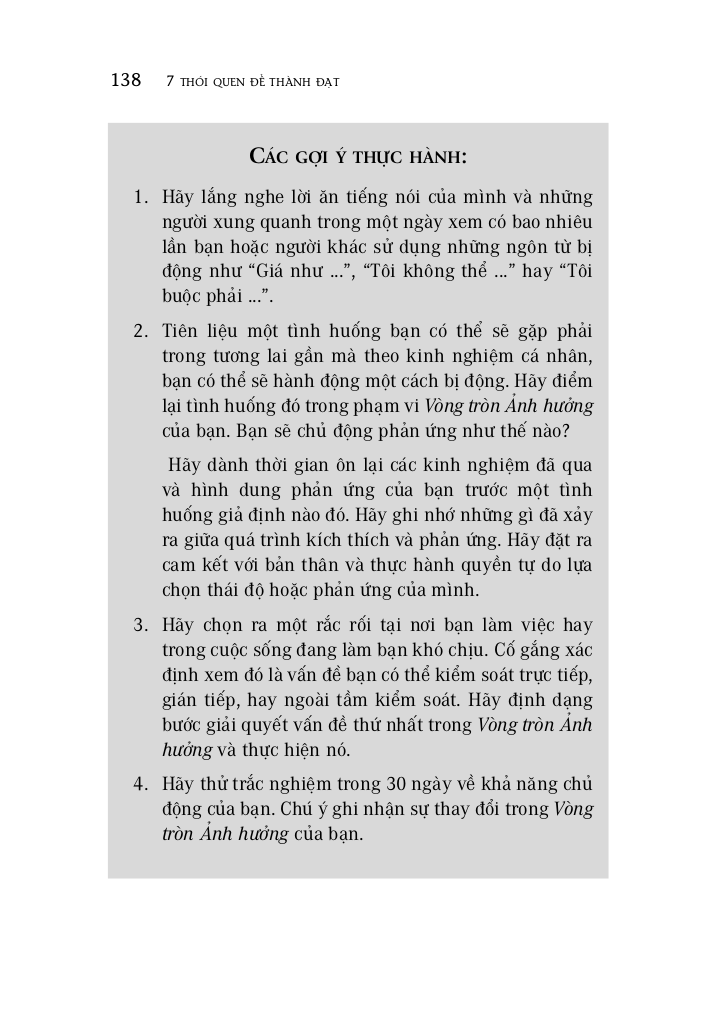 138 7 THÓI QUEN ĐỂ THÀNH ĐẠT
CÁC GỢI Ý THỰC HÀNH:
1. Hãy lắng nghe lời ăn tiếng nói của mình và những
người xung quanh trong một ngày xem có bao nhiêu
lần bạn hoặc người khác sử dụng những ngôn từ bị
động như “Giá như ...”, “Tôi không thể ...” hay “Tôi
buộc phải ...”.
2. Tiên liệu một tình huống bạn có thể sẽ gặp phải
trong tương lai gần mà theo kinh nghiệm cá nhân,
bạn có thể sẽ hành động một cách bị động. Hãy điểm
lại tình huống đó trong phạm vi Vòng tròn Ảnh hưởng
của bạn. Bạn sẽ chủ động phản ứng như thế nào?
Hãy dành thời gian ôn lại các kinh nghiệm đã qua
và hình dung phản ứng của bạn trước một tình
huống giả định nào đó. Hãy ghi nhớ những gì đã xảy
ra giữa quá trình kích thích và phản ứng. Hãy đặt ra
cam kết với bản thân và thực hành quyền tự do lựa
chọn thái độ hoặc phản ứng của mình.
3. Hãy chọn ra một rắc rối tại nơi bạn làm việc hay
trong cuộc sống đang làm bạn khó chịu. Cố gắng xác
định xem đó là vấn đề bạn có thể kiểm soát trực tiếp,
gián tiếp, hay ngoài tầm kiểm soát. Hãy định dạng
bước giải quyết vấn đề thứ nhất trong Vòng tròn Ảnh
hưởng và thực hiện nó.
4. Hãy thử trắc nghiệm trong 30 ngày về khả năng chủ
động của bạn. Chú ý ghi nhận sự thay đổi trong Vòng
tròn Ảnh hưởng của bạn.